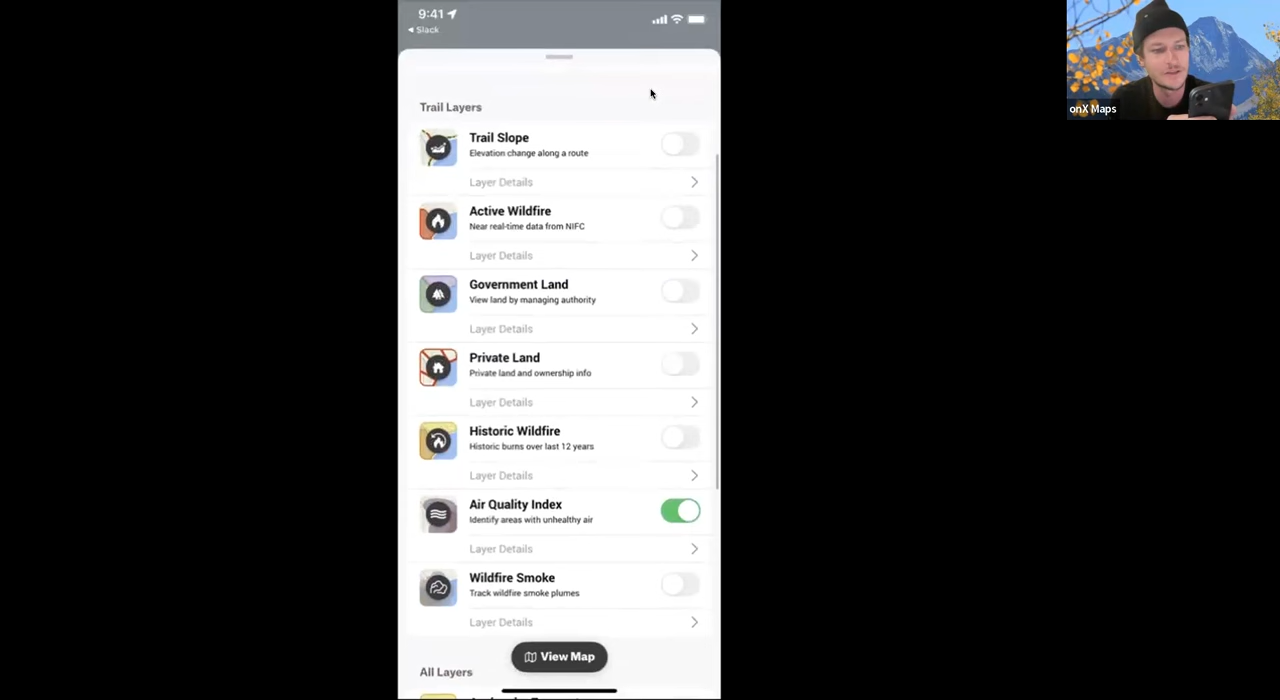 9:41
◀ Slack
onX Maps
Trail Layers
Trail Slope
Elevation change along a route
Layer Details
Active Wildfire
Near real-time data from NIFC
Layer Details
Government Land
View land by managing authority
Layer Details
Private Land
Private land and ownership info
Layer Details
Historic Wildfire
Historic burns over last 12 years
Layer Details
Air Quality Index
Identify areas with unhealthy air
Layer Details
Wildfire Smoke
Track wildfire smoke plumes
Layer Details
View Map
All Layers